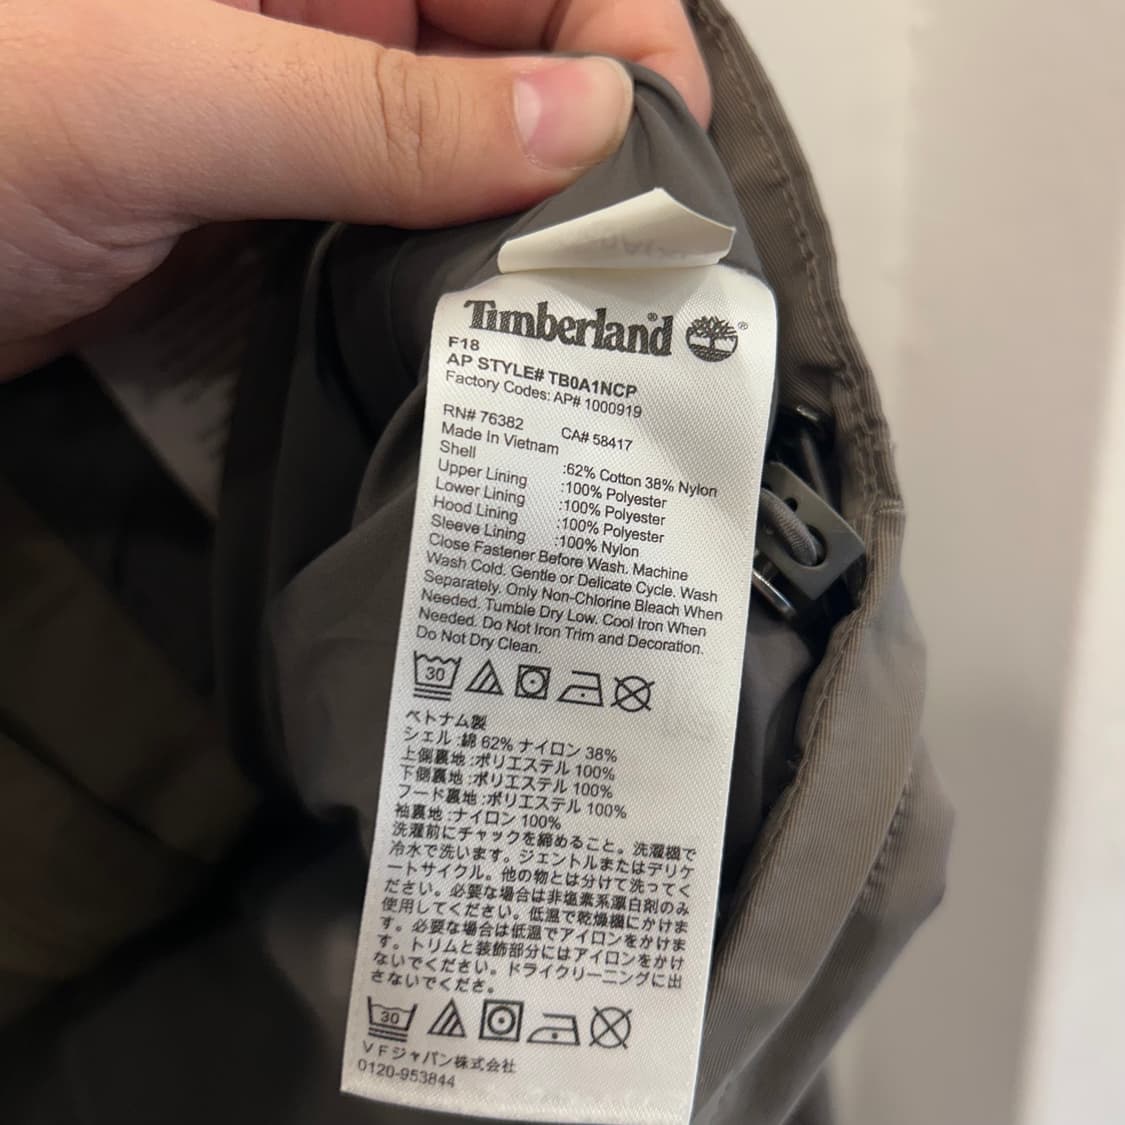 Timberland®
®
F18
AP STYLE# TB0A1NCP
Factory Codes: AP# 1000919
RN# 76382 CA# 58417
Made In Vietnam
Shell :62% Cotton 38% Nylon
Upper Lining :100% Polyester
Lower Lining :100% Polyester
Hood Lining :100% Polyester
Sleeve Lining :100% Nylon
Close Fastener Before Wash. Machine
Wash Cold. Gentle or Delicate Cycle. Wash
Separately. Only Non-Chlorine Bleach When
Needed. Tumble Dry Low. Cool Iron When
Needed. Do Not Iron Trim and Decoration.
Do Not Dry Clean.
30
ベトナム製
シェル :綿 62% ナイロン 38%
上側裏地 :ポリエステル 100%
下側裏地 :ポリエステル 100%
フード裏地 :ポリエステル 100%
袖裏地 :ナイロン 100%
洗濯前にチャックを締めること。洗濯機で
冷水で洗います。ジェントルまたはデリケ
ートサイクル。他の物とは分けて洗ってく
ださい。必要な場合は非塩素系漂白剤のみ
使用してください。低温で乾燥機にかけま
す。必要な場合は低温でアイロンをかけま
す。トリムと装飾部分にはアイロンをかけ
ないでください。ドライクリーニングに出
さないでくださ。
30
VFジャパン株式会社
0120-953844